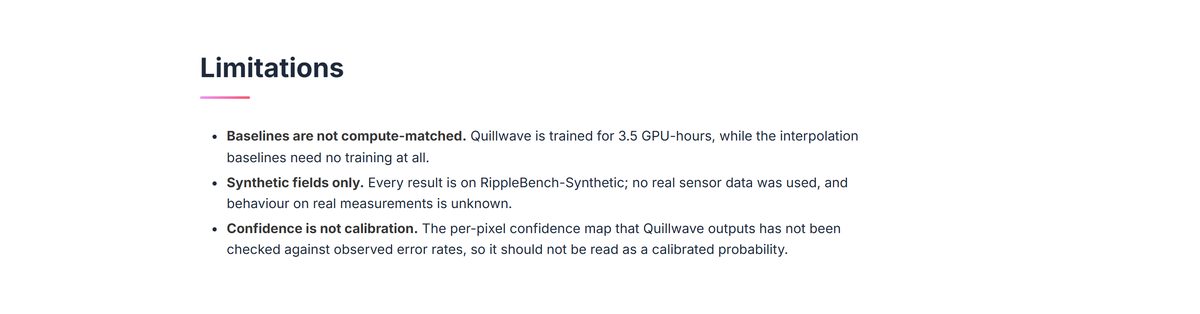 Limitations
Baselines are not compute-matched. Quillwave is trained for 3.5 GPU-hours, while the interpolation
baselines need no training at all.
Synthetic fields only. Every result is on RippleBench-Synthetic; no real sensor data was used, and
behaviour on real measurements is unknown.
Confidence is not calibration. The per-pixel confidence map that Quillwave outputs has not been
checked against observed error rates, so it should not be read as a calibrated probability.